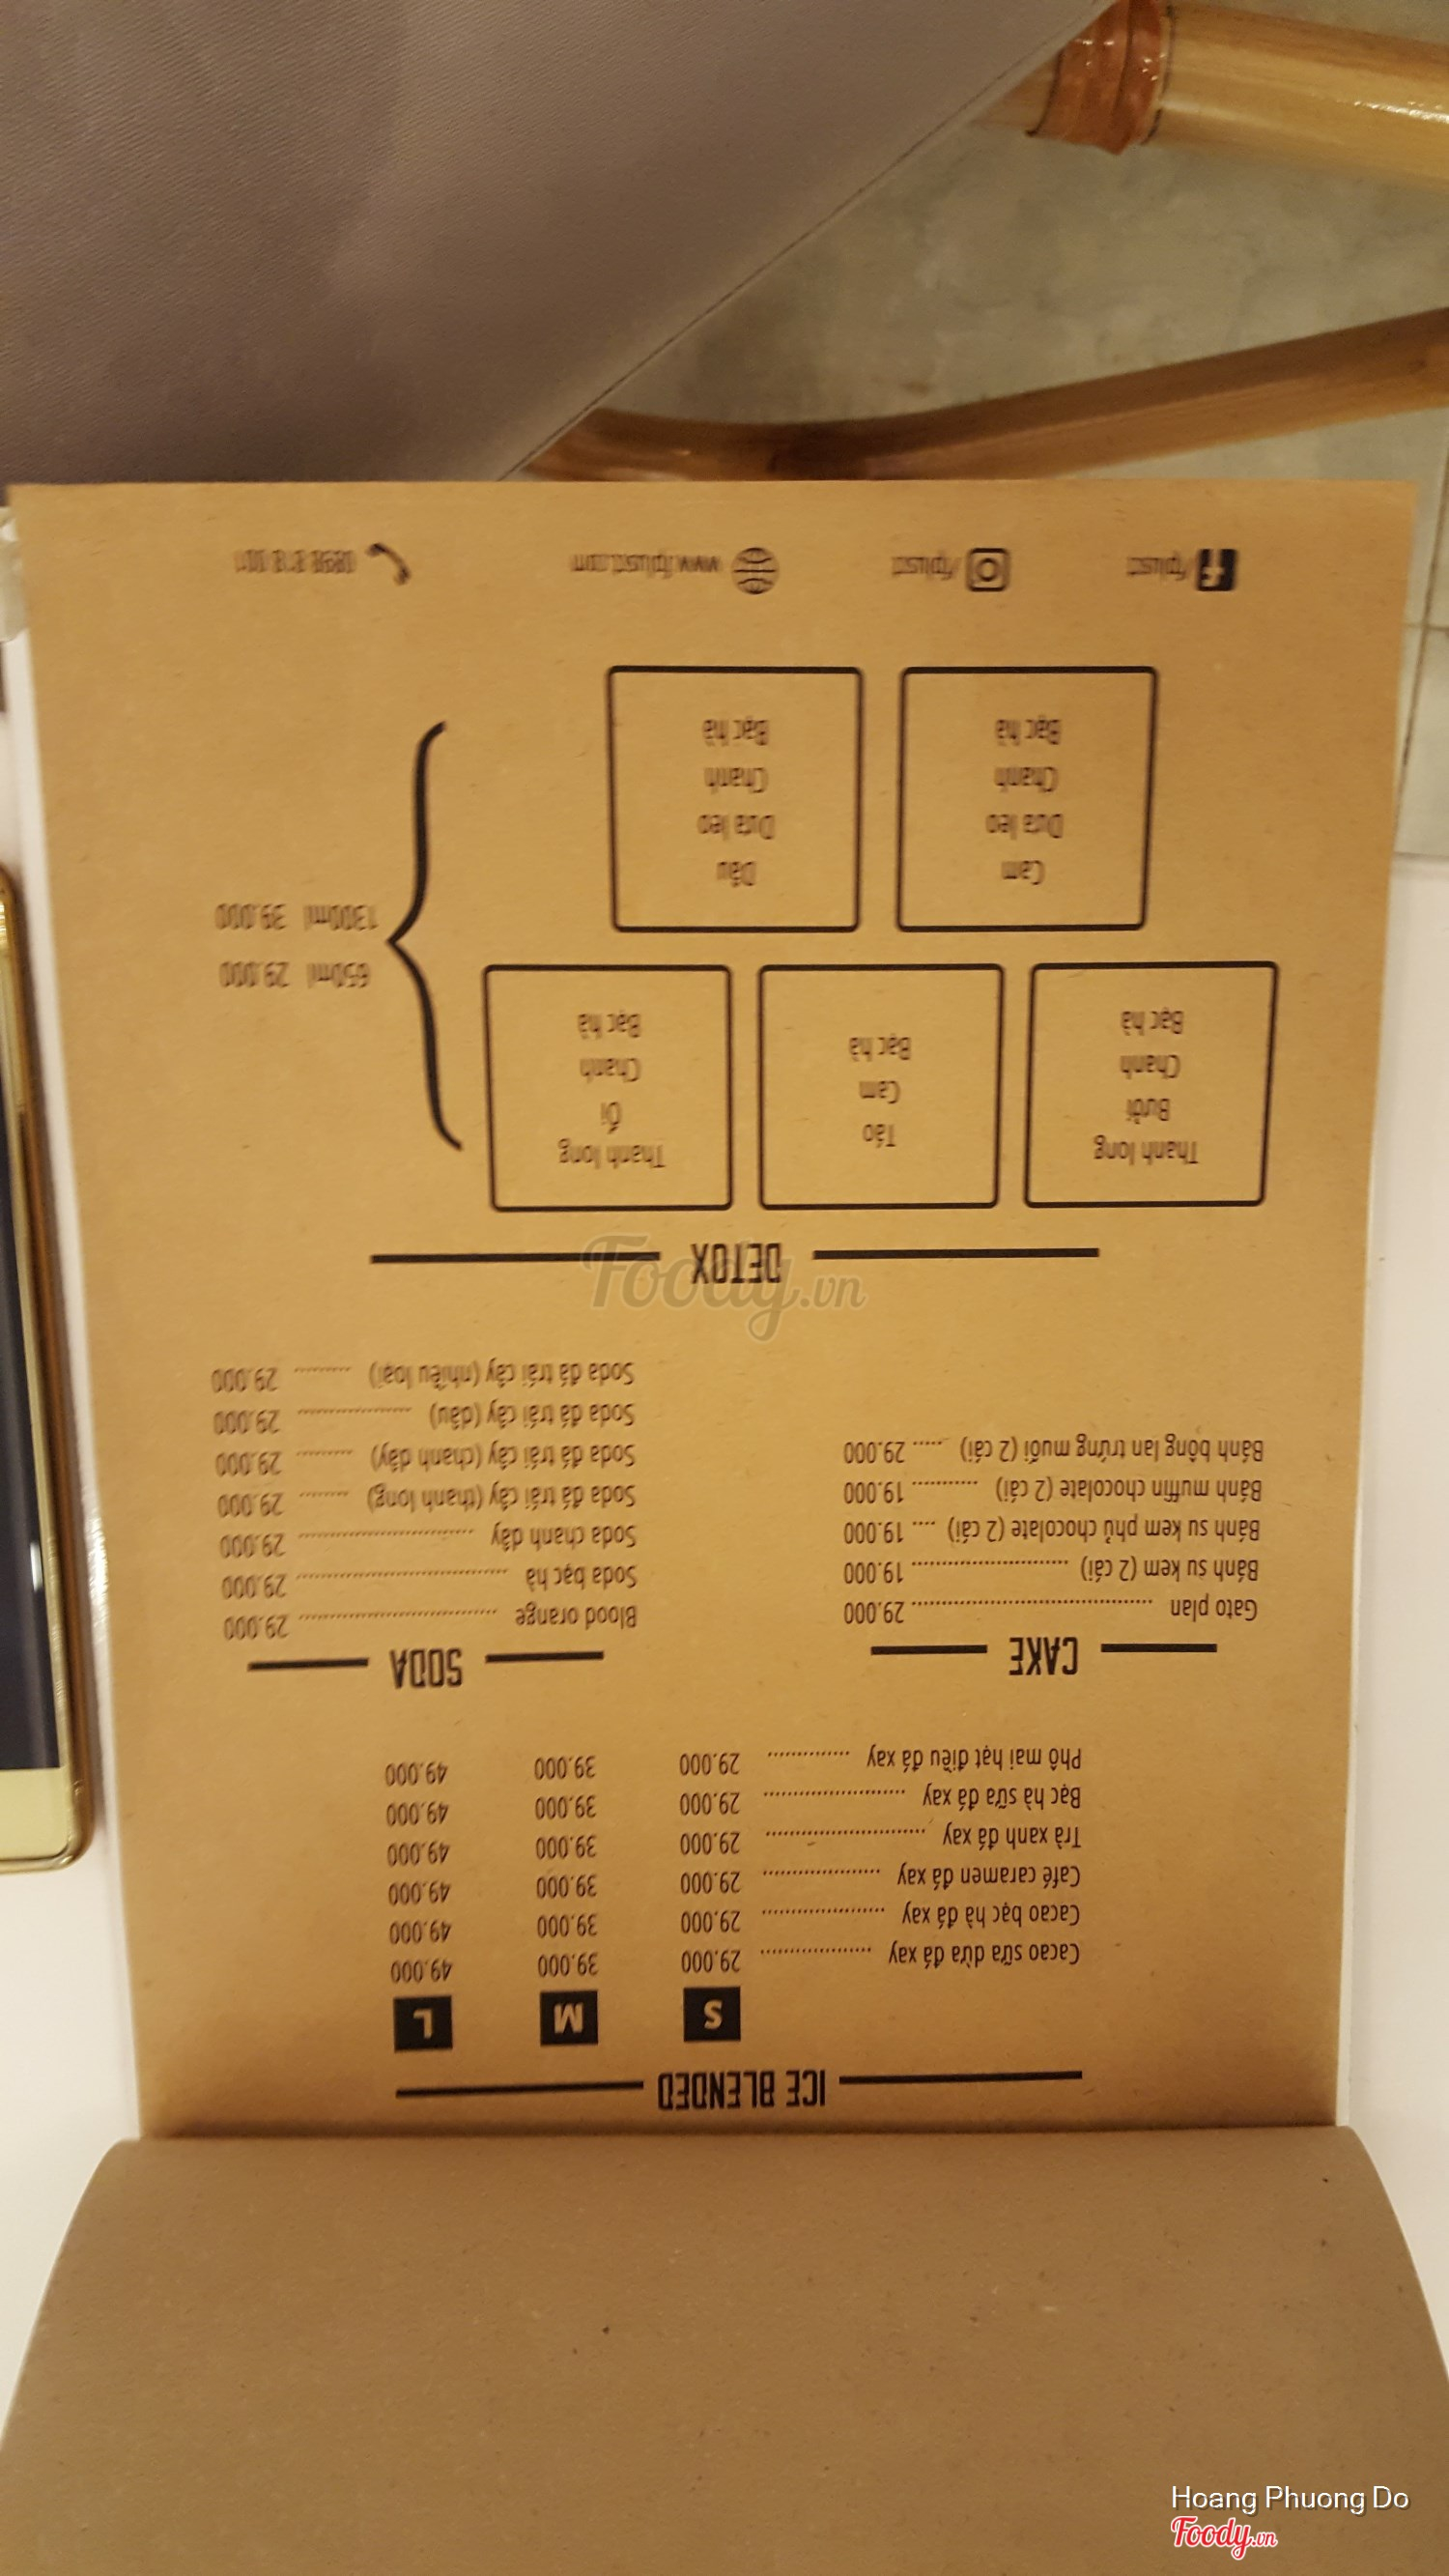 ICE BLENDED
S M L
Cacao sữa dừa đá xay .................... 29.000 39.000 49.000
Cacao bạc hà đá xay ...................... 29.000 39.000 49.000
Café caramen đá xay ..................... 29.000 39.000 49.000
Trà xanh đá xay ............................ 29.000 39.000 49.000
Bạc hà sữa đá xay ......................... 29.000 39.000 49.000
Phô mai hạt điều đá xay ............... 29.000 39.000 49.000
CAKE
Gato plan ............................................ 29.000
Bánh su kem (2 cái) ............................ 19.000
Bánh su kem phủ chocolate (2 cái) .... 19.000
Bánh muffin chocolate (2 cái) ........... 19.000
Bánh bông lan trứng muối (2 cái) ..... 29.000
SODA
Blood orange .................................... 29.000
Soda bạc hà ...................................... 29.000
Soda chanh dây ................................ 29.000
Soda đá trái cây (thanh long) ........ 29.000
Soda đá trái cây (chanh dây) .......... 29.000
Soda đá trái cây (dâu) .................... 29.000
Soda đá trái cây (nhiều loại) .......... 29.000
DETOX
Thanh long
Bưởi
Chanh
Bạc hà
Táo
Cam
Bạc hà
Thanh long
Ổi
Chanh
Bạc hà
Cam
Dưa leo
Chanh
Bạc hà
Dâu
Dưa leo
Chanh
Bạc hà
650ml 29.000
1300ml 39.000
Foody.vn
Hoang Phuong Do
Foody.vn